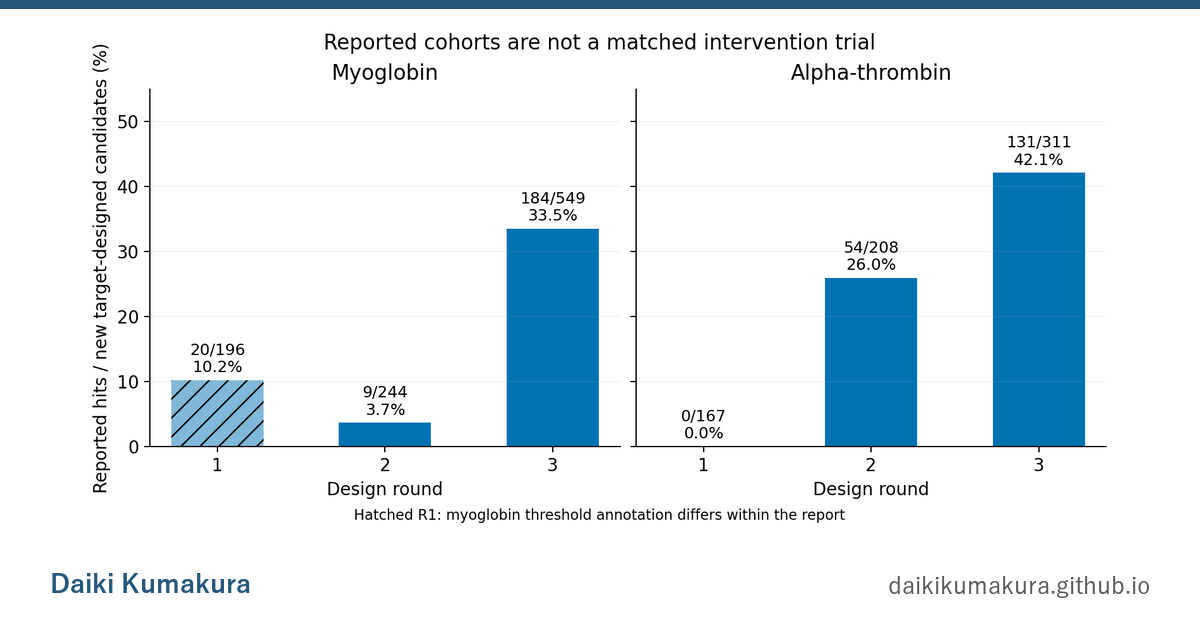 Reported cohorts are not a matched intervention trial
Myoglobin
Alpha-thrombin
Reported hits / new target-designed candidates (%)
50
40
30
20
10
0
20/196
10.2%
9/244
3.7%
184/549
33.5%
0/167
0.0%
54/208
26.0%
131/311
42.1%
1
2
3
1
2
3
Design round
Design round
Hatched R1: myoglobin threshold annotation differs within the report
Daiki Kumakura
daikikumakura.github.io